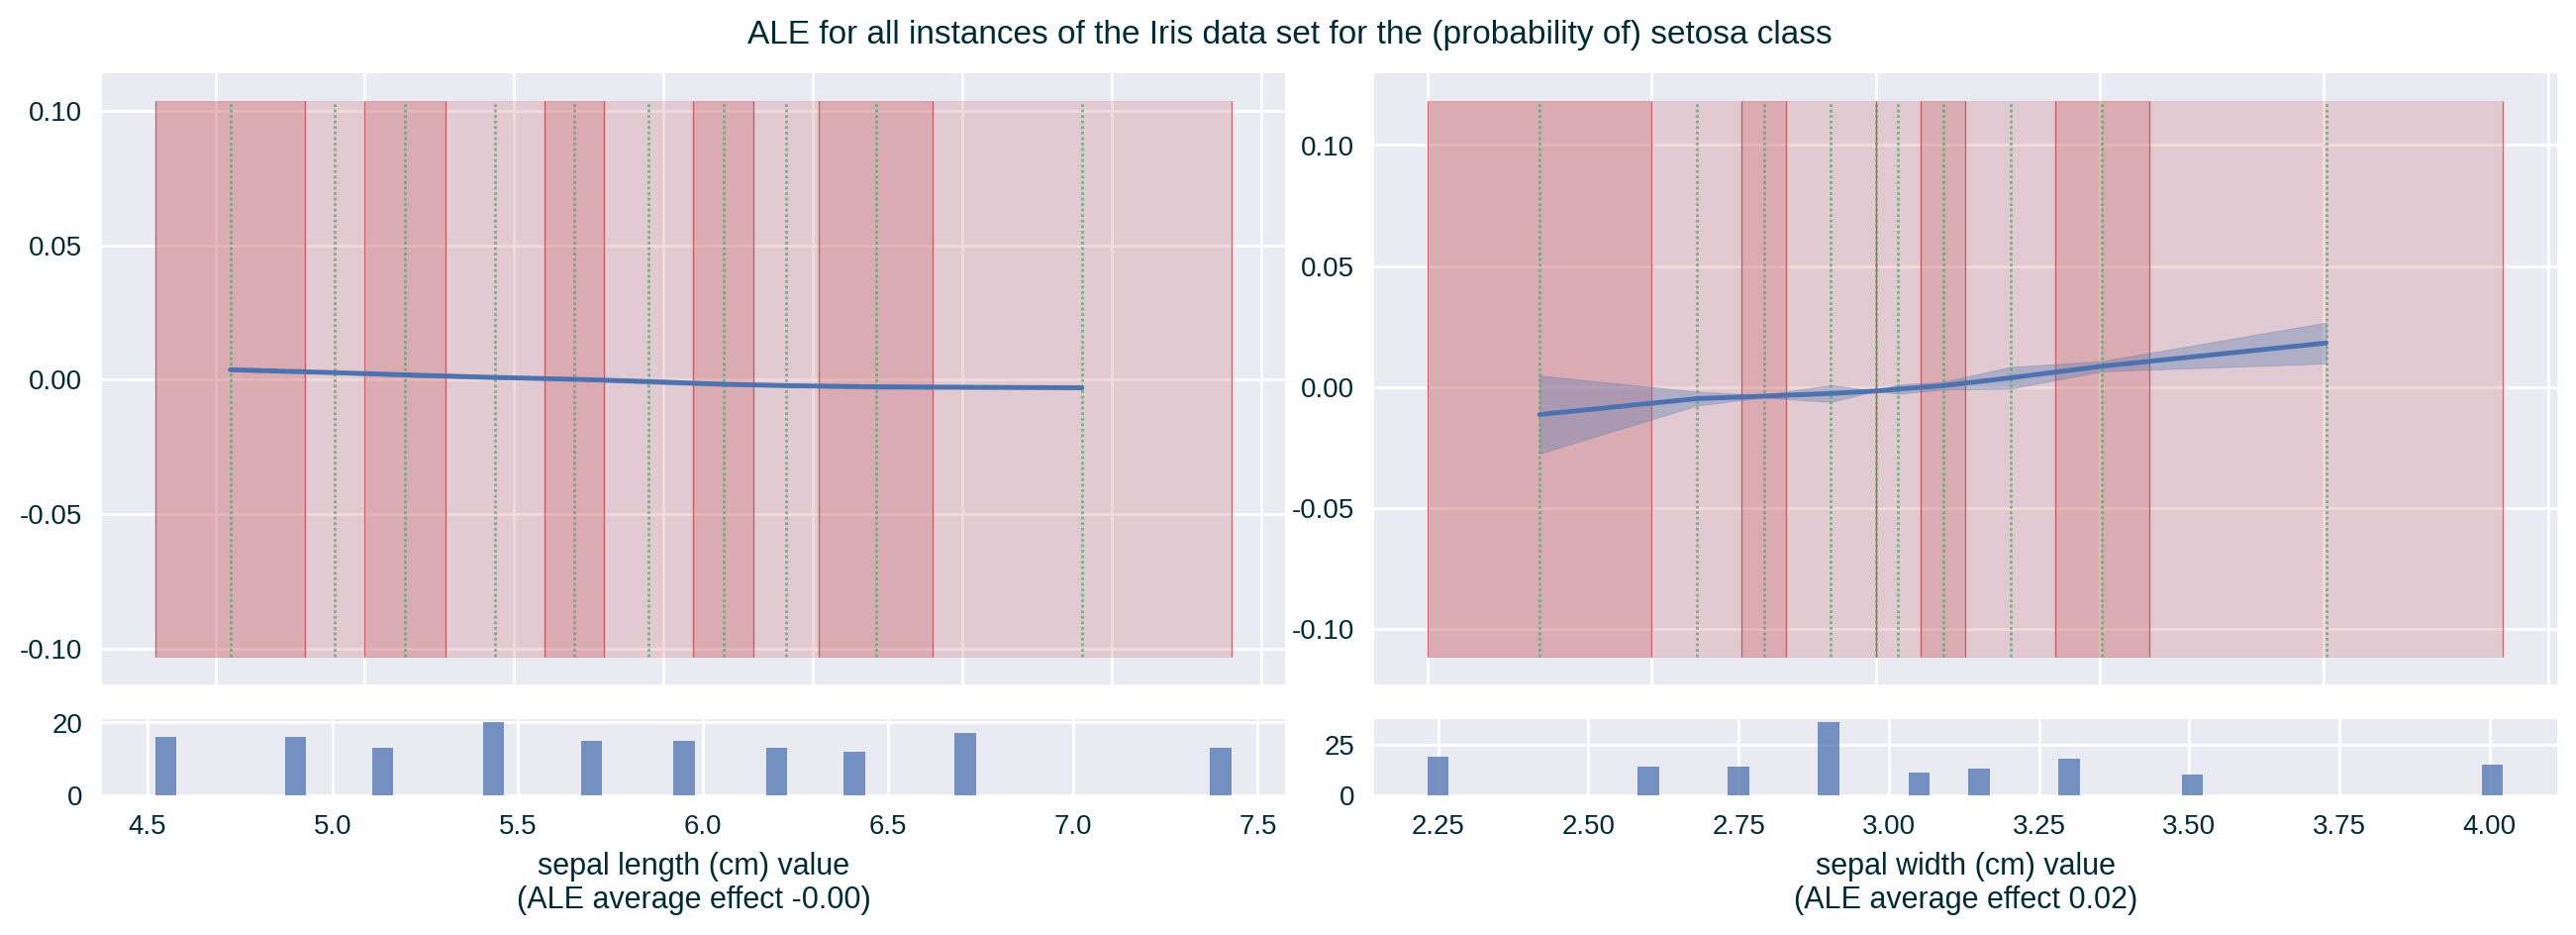 ALE for all instances of the Iris data set for the (probability of) setosa class
0.10
0.05
0.00
-0.05
-0.10
20
0
4.5 5.0 5.5 6.0 6.5 7.0 7.5
sepal length (cm) value
(ALE average effect -0.00)
0.10
0.05
0.00
-0.05
-0.10
25
0
2.25 2.50 2.75 3.00 3.25 3.50 3.75 4.00
sepal width (cm) value
(ALE average effect 0.02)